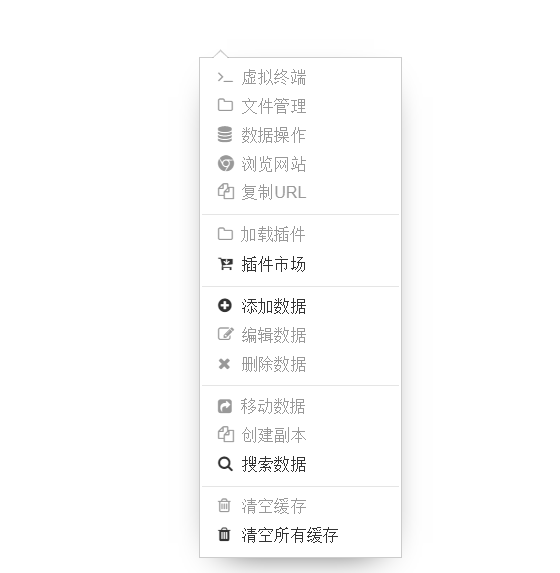 虚拟终端
文件管理
数据操作
浏览网站
复制URL
加载插件
插件市场
添加数据
编辑数据
删除数据
移动数据
创建副本
搜索数据
清空缓存
清空所有缓存